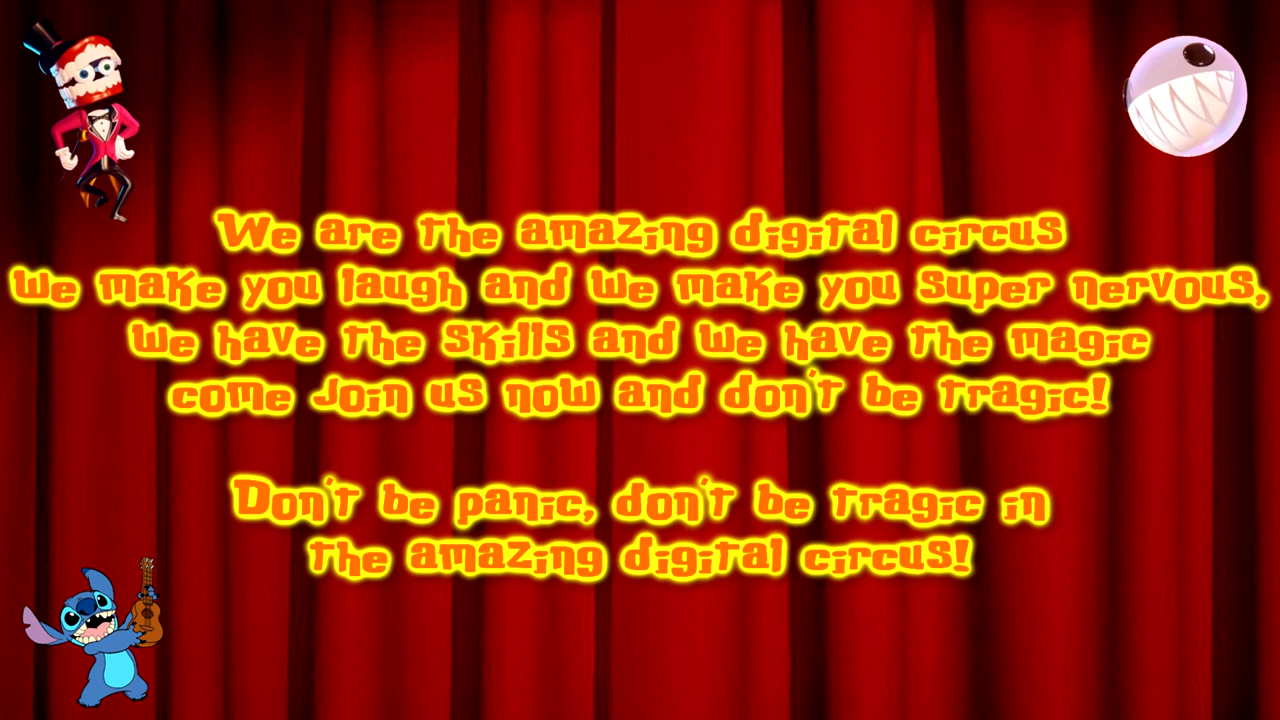 We are the amazing digital circus
we make you laugh and we make you super nervous,
we have the skills and we have the magic
come join us now and don't be tragic!
Don't be panic, don't be tragic in
the amazing digital circus!